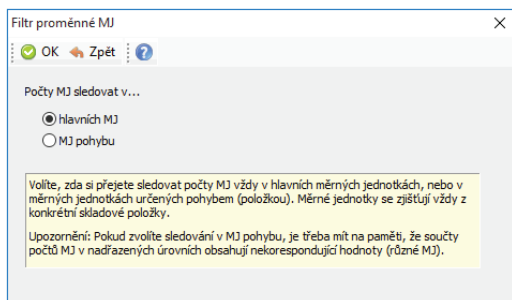 Filtr proměnné MJ
OK Zpět
Počty MJ sledovat v...
hlavních MJ
MJ pohybu
Volíte, zda si přejete sledovat počty MJ vždy v hlavních měrných jednotkách, nebo v
měrných jednotkách určených pohybem (položkou). Měrné jednotky se zjišťují vždy z
konkrétní skladové položky.
Upozornění: Pokud zvolíte sledování v MJ pohybu, je třeba mít na paměti, že součty
počtů MJ v nadřazených úrovních obsahují nekorespondující hodnoty (různé MJ).